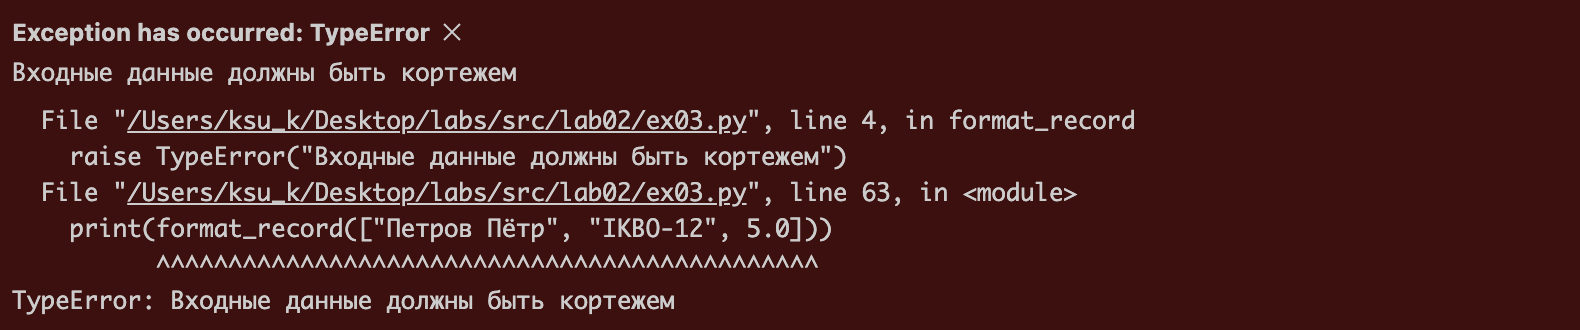 Exception has occurred: TypeError ×
Входные данные должны быть кортежем
File "/Users/ksu_k/Desktop/labs/src/lab02/ex03.py", line 4, in format_record
raise TypeError("Входные данные должны быть кортежем")
File "/Users/ksu_k/Desktop/labs/src/lab02/ex03.py", line 63, in <module>
print(format_record(["Петров Пётр", "IKBO-12", 5.0]))
^^^^^^^^^^^^^^^^^^^^^^^^^^^^^^^^^^^^^^^^^^^^^^
TypeError: Входные данные должны быть кортежем